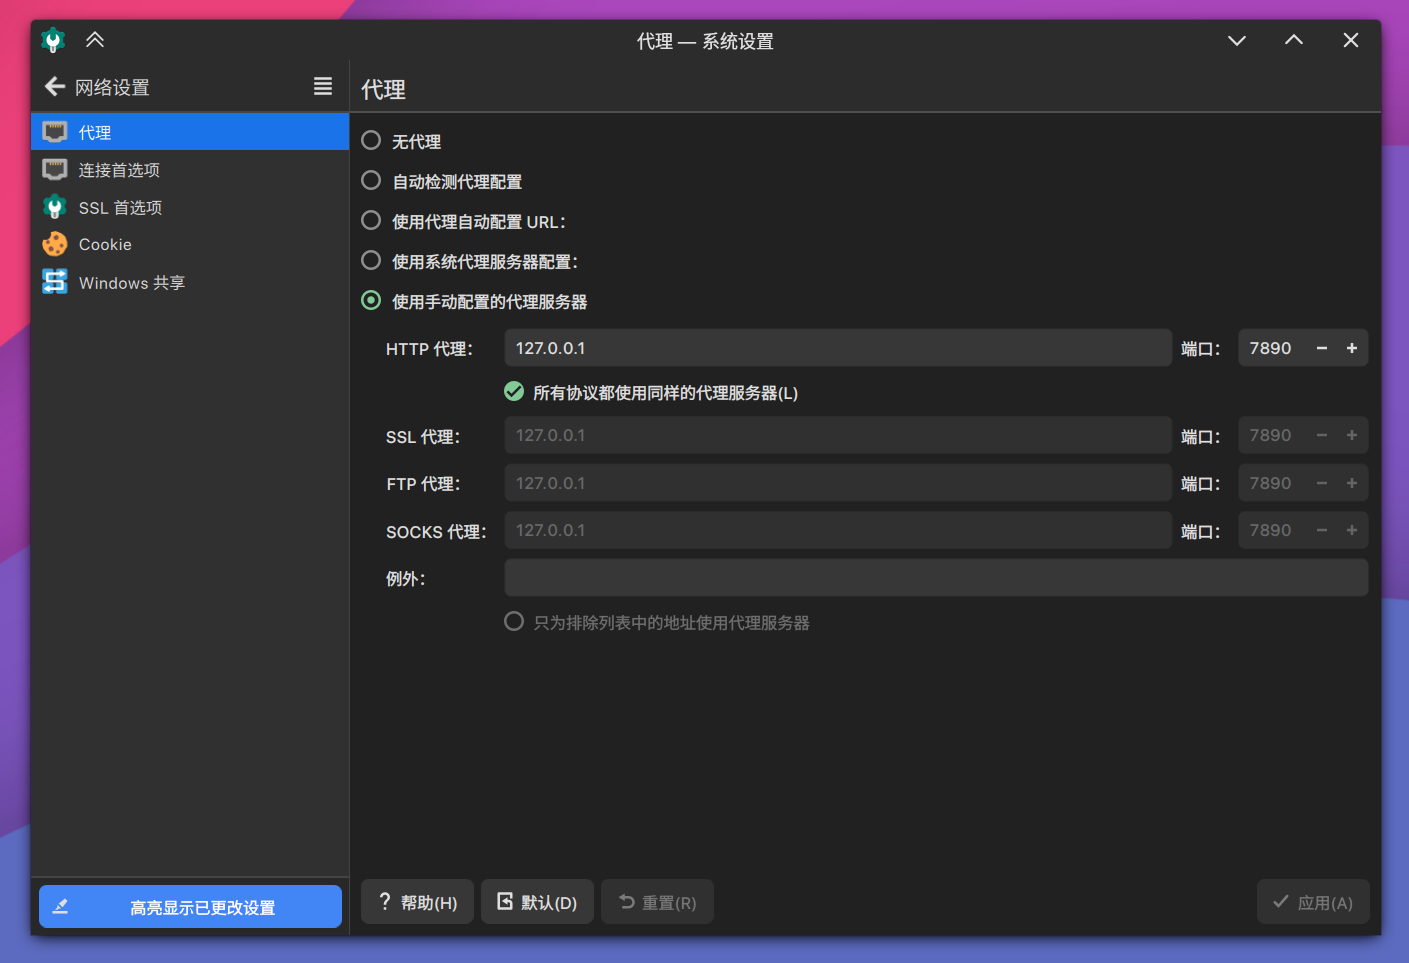 代理 — 系统设置
网络设置
代理
代理
连接首选项
SSL 首选项
Cookie
Windows 共享
高亮显示已更改设置
无代理
自动检测代理配置
使用代理自动配置 URL：
使用系统代理服务器配置：
使用手动配置的代理服务器
HTTP 代理： 127.0.0.1 端口： 7890 − +
所有协议都使用同样的代理服务器(L)
SSL 代理： 127.0.0.1 端口： 7890 − +
FTP 代理： 127.0.0.1 端口： 7890 − +
SOCKS 代理： 127.0.0.1 端口： 7890 − +
例外：
只为排除列表中的地址使用代理服务器
? 帮助(H) 默认(D) 重置(R) 应用(A)